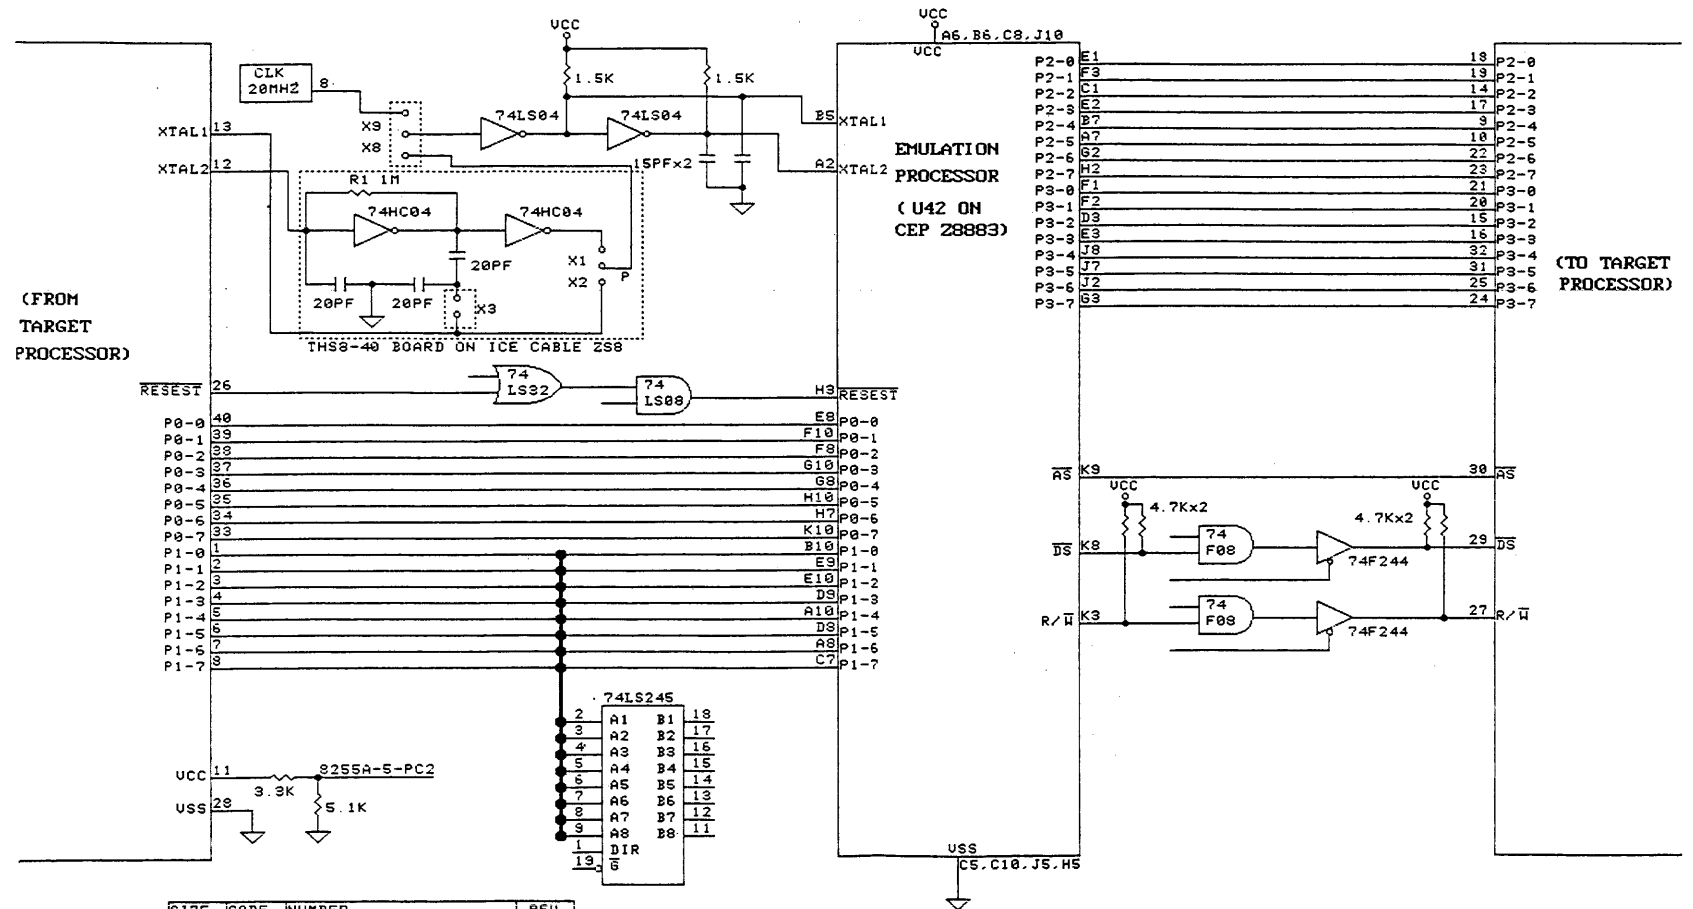 VCC
VCC
A6,B6,C8,J10
VCC
CLK
20MHZ
8
1.5K
1.5K
X9
X8
74LS04
74LS04
XTAL1 13
XTAL2 12
B5 XTAL1
A2 XTAL2
15PFx2
R1 1M
74HC04
74HC04
20PF
20PF
20PF
X1
X2
P
X3
THS8-40 BOARD ON ICE CABLE ZS8
(FROM
TARGET
PROCESSOR)
EMULATION
PROCESSOR
( U42 ON
CEP Z8883)
P2-0 E1 18 P2-0
P2-1 F3 19 P2-1
P2-2 C1 14 P2-2
P2-3 E2 17 P2-3
P2-4 B7 9 P2-4
P2-5 A7 10 P2-5
P2-6 G2 22 P2-6
P2-7 H2 23 P2-7
P3-0 F1 21 P3-0
P3-1 F2 20 P3-1
P3-2 D3 15 P3-2
P3-3 E3 16 P3-3
P3-4 J8 32 P3-4
P3-5 J7 31 P3-5
P3-6 J2 25 P3-6
P3-7 G3 24 P3-7
(TO TARGET
PROCESSOR)
RESEST 26
74
LS32
74
LS08
H3 RESEST
P0-0 40 E8 P0-0
P0-1 39 F10 P0-1
P0-2 38 F8 P0-2
P0-3 37 G10 P0-3
P0-4 36 G8 P0-4
P0-5 35 H10 P0-5
P0-6 34 H7 P0-6
P0-7 33 K10 P0-7
P1-0 1 B10 P1-0
P1-1 2 E9 P1-1
P1-2 3 E10 P1-2
P1-3 4 D9 P1-3
P1-4 5 A10 P1-4
P1-5 6 D8 P1-5
P1-6 7 A8 P1-6
P1-7 8 C7 P1-7
AS K9 30 AS
VCC
VCC
4.7Kx2
4.7Kx2
DS K8
74
F08
74F244
29 DS
R/W K3
74
F08
74F244
27 R/W
74LS245
2 A1 B1 18
3 A2 B2 17
4 A3 B3 16
5 A4 B4 15
6 A5 B5 14
7 A6 B6 13
8 A7 B7 12
9 A8 B8 11
1 DIR
19 G
VCC 11
3.3K
8255A-5-PC2
VSS 28
5.1K
VSS
C5,C10,J5,H5
SIZE CODE NUMBER REV